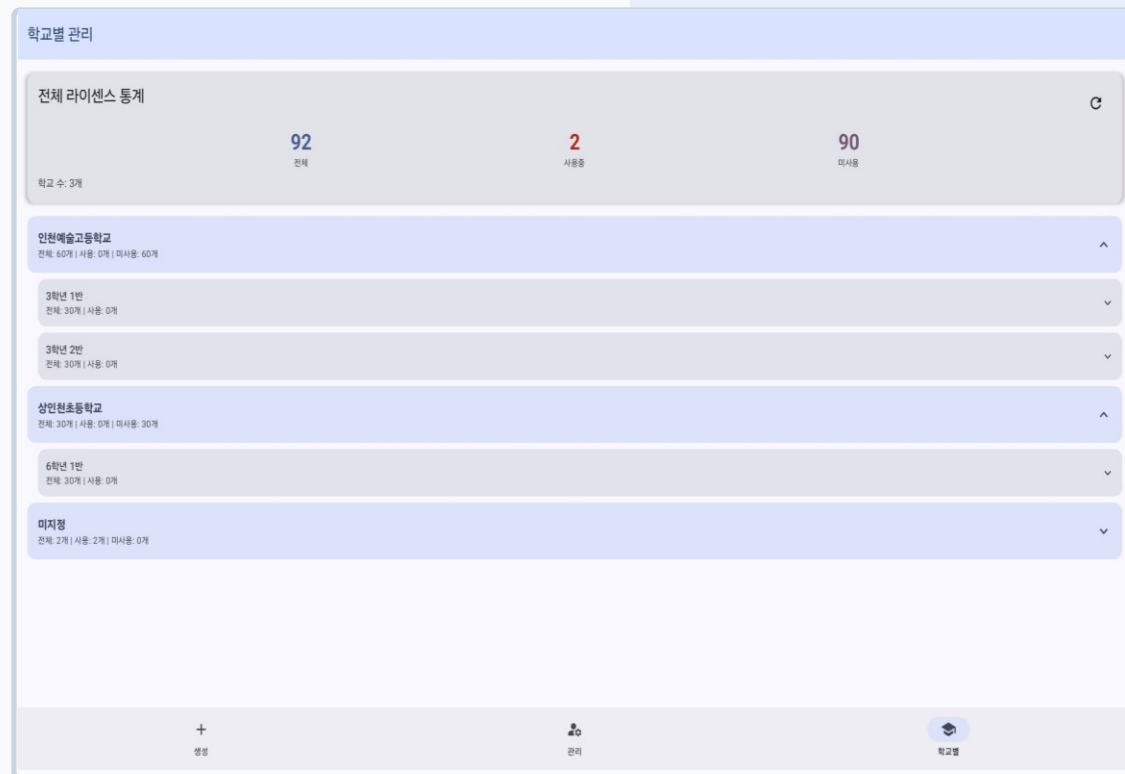 학교별 관리
전체 라이센스 통계
92
전체
2
사용중
90
미사용
학교 수: 3개
인천예술고등학교
전체: 60개 | 사용: 0개 | 미사용: 60개
3학년 1반
전체: 30개 | 사용: 0개
3학년 2반
전체: 30개 | 사용: 0개
상인천초등학교
전체: 30개 | 사용: 0개 | 미사용: 30개
6학년 1반
전체: 30개 | 사용: 0개
미지정
전체: 2개 | 사용: 2개 | 미사용: 0개
생성
관리
학교별